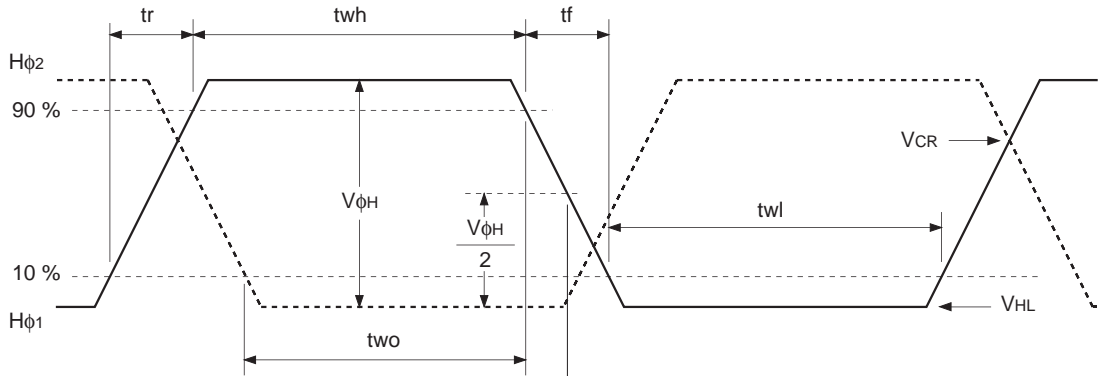 tr twh tf
Hϕ2
90 %
VCR
VϕH
twl
VϕH
2
10 %
VHL
Hϕ1
two